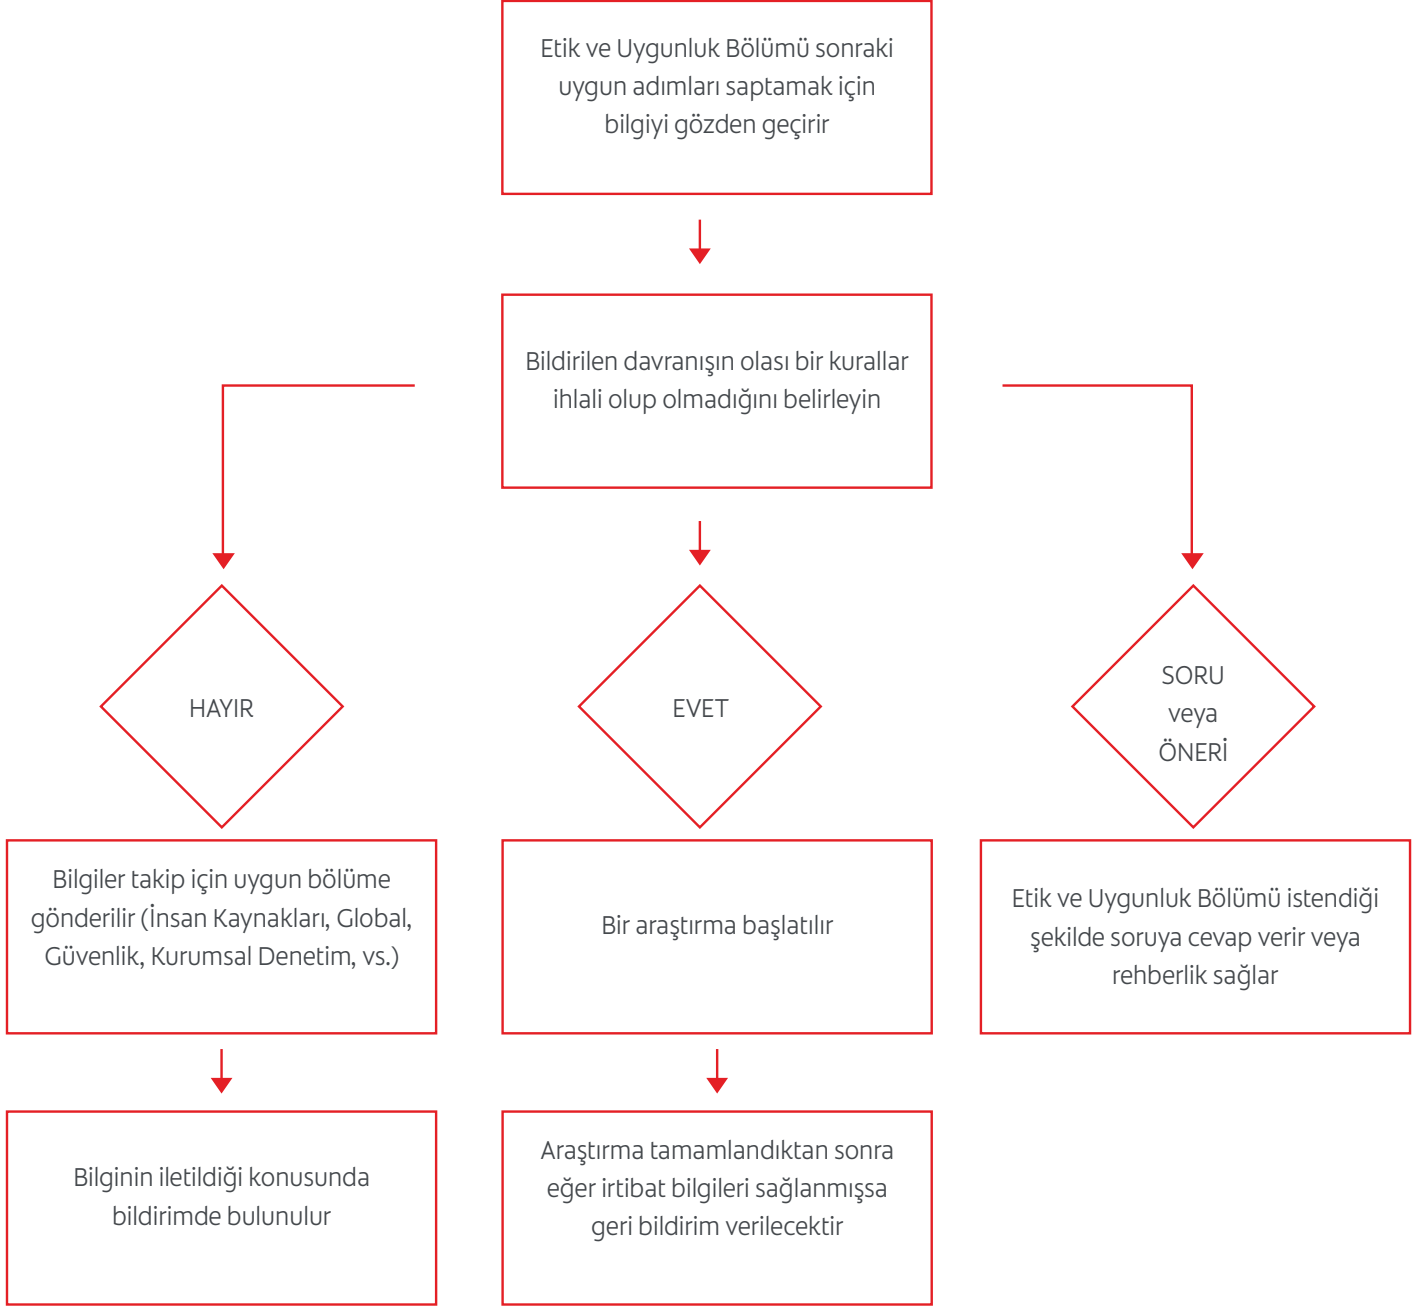 Etik ve Uygunluk Bölümü sonraki
uygun adımları saptamak için
bilgiyi gözden geçirir
Bildirilen davranışın olası bir kurallar
ihlali olup olmadığını belirleyin
HAYIR
EVET
SORU
veya
ÖNERİ
Bilgiler takip için uygun bölüme
gönderilir (İnsan Kaynakları, Global,
Güvenlik, Kurumsal Denetim, vs.)
Bir araştırma başlatılır
Etik ve Uygunluk Bölümü istendiği
şekilde soruya cevap verir veya
rehberlik sağlar
Bilginin iletildiği konusunda
bildirimde bulunulur
Araştırma tamamlandıktan sonra
eğer irtibat bilgileri sağlanmışsa
geri bildirim verilecektir